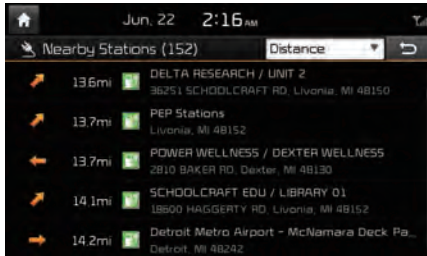 Jun. 22 2:16 AM
Nearby Stations (152) Distance
13.6mi DELTA RESEARCH / UNIT 2
36251 SCHOOLCRAFT RD, Livonia, MI 48150
13.7mi PEP Stations
Livonia, MI 48152
13.7mi POWER WELLNESS / DEXTER WELLNESS
2810 BAKER RD, Dexter, MI 48130
14.1mi SCHOOLCRAFT EDU / LIBRARY 01
18600 HAGGERTY RD, Livonia, MI 48152
14.2mi Detroit Metro Airport - McNamara Deck Pa...
Detroit, MI 48242